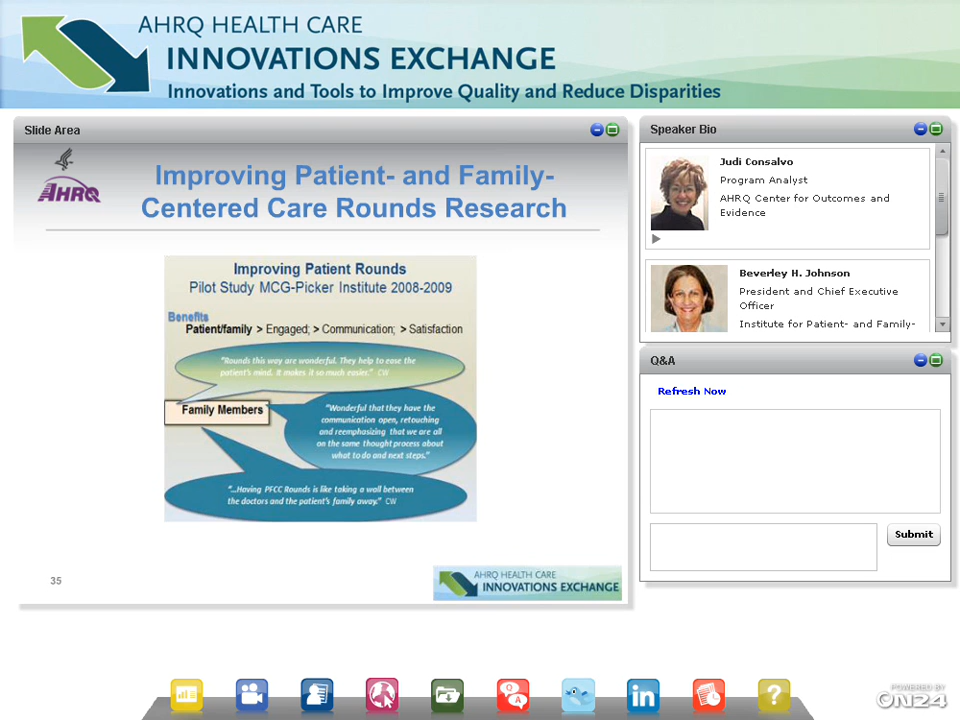 AHRQ HEALTH CARE
INNOVATIONS EXCHANGE
Innovations and Tools to Improve Quality and Reduce Disparities
Slide Area
AHRQ
Improving Patient- and Family-
Centered Care Rounds Research
Improving Patient Rounds
Pilot Study MCG-Picker Institute 2008-2009
Benefits
Patient/family > Engaged; > Communication; > Satisfaction
"Rounds this way are wonderful. They help to ease the
patient's mind. It makes it so much easier." CW
Family Members
"Wonderful that they have the
communication open, retouching
and reemphasizing that we are all
on the same thought process about
what to do and next steps."
"...Having PFCC Rounds is like taking a wall between
the doctors and the patient's family away." CW
35
AHRQ HEALTH CARE
INNOVATIONS EXCHANGE
Speaker Bio
Judi Consalvo
Program Analyst
AHRQ Center for Outcomes and
Evidence
Beverley H. Johnson
President and Chief Executive
Officer
Institute for Patient- and Family-
Q&A
Refresh Now
Submit
Q
A
in
?
POWERED BY
ON24